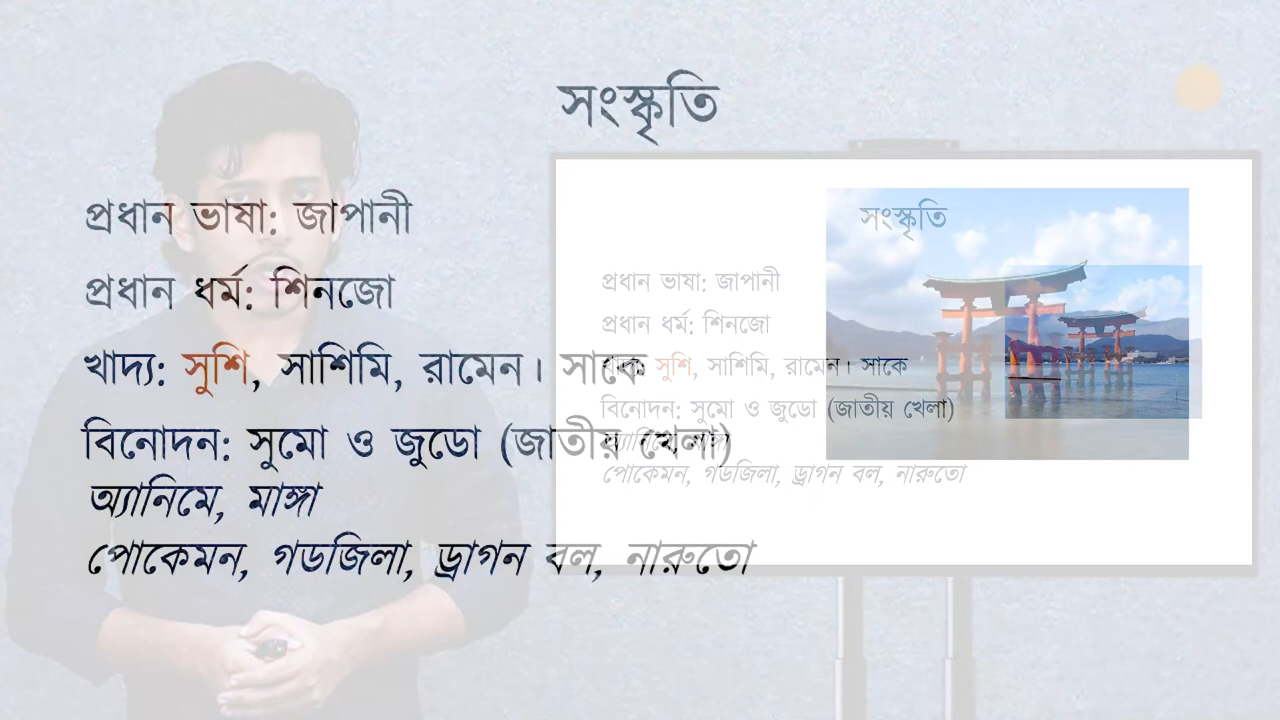 সংস্কৃতি
প্রধান ভাষা: জাপানী
প্রধান ধর্ম: শিনজো
খাদ্য: সুশি, সাশিমি, রামেন। সাকে
বিনোদন: সুমো ও জুডো (জাতীয় খেলা)
অ্যানিমে, মাঙ্গা
পোকেমন, গডজিলা, ড্রাগন বল, নারুতো
সংস্কৃতি
প্রধান ভাষা: জাপানী
প্রধান ধর্ম: শিনজো
খাদ্য: সুশি, সাশিমি, রামেন। সাকে
বিনোদন: সুমো ও জুডো (জাতীয় খেলা)
অ্যানিমে, মাঙ্গা
পোকেমন, গডজিলা, ড্রাগন বল, নারুতো